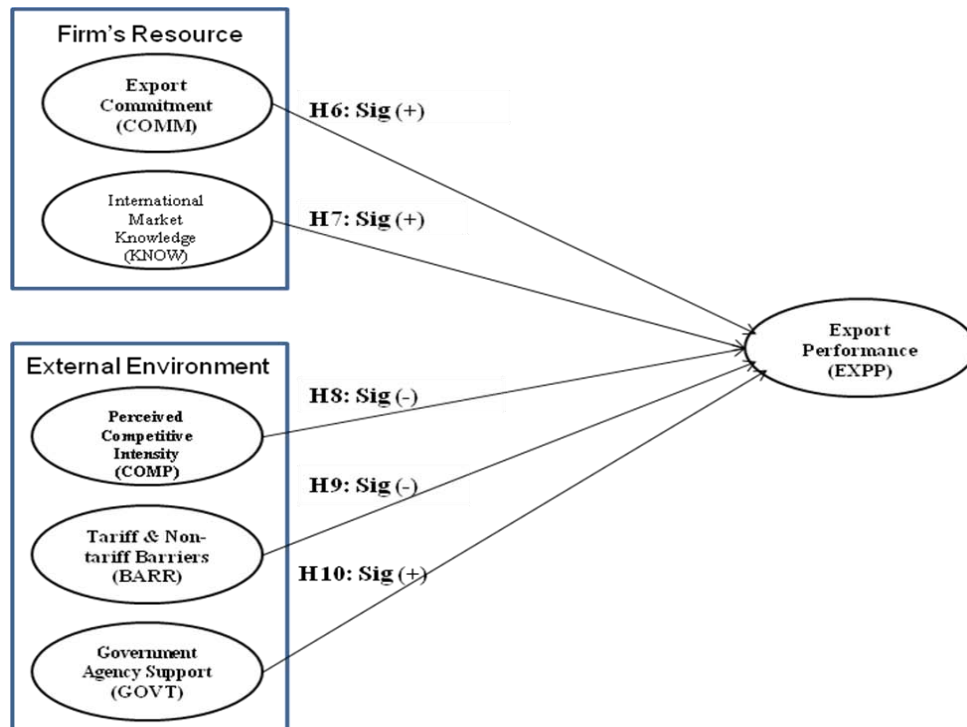 Firm's Resource
Export
Commitment
(COMM)
H6: Sig (+)
International
Market
Knowledge
(KNOW)
H7: Sig (+)
Export
Performance
(EXPP)
External Environment
Perceived
Competitive
Intensity
(COMP)
H8: Sig (-)
Tariff & Non-
tariff Barriers
(BARR)
H9: Sig (-)
H10: Sig (+)
Government
Agency Support
(GOVT)